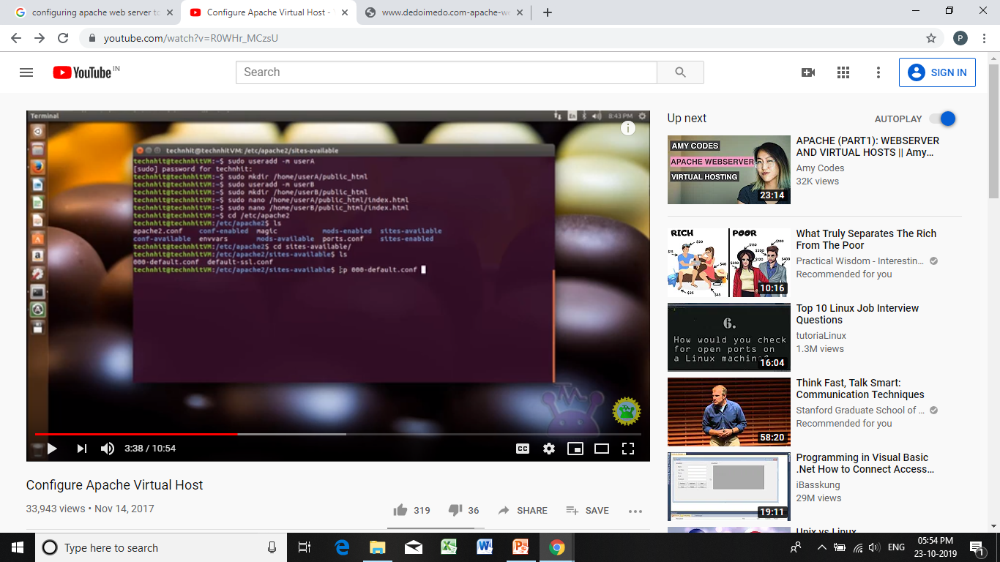 configuring apache web server to
Configure Apache Virtual Host -
www.dedoimedo.com-apache-we
youtube.com/watch?v=R0WHr_MCzsU
P
YouTube IN
Search
SIGN IN
Terminal
En
8:43 PM
technhit@technhitVM: /etc/apache2/sites-available
technhit@technhitVM:~$ sudo useradd -m userA
[sudo] password for technhit:
technhit@technhitVM:~$ sudo mkdir /home/userA/public_html
technhit@technhitVM:~$ sudo useradd -m userB
technhit@technhitVM:~$ sudo mkdir /home/userB/public_html
technhit@technhitVM:~$ sudo nano /home/userA/public_html/index.html
technhit@technhitVM:~$ sudo nano /home/userB/public_html/index.html
technhit@technhitVM:~$ cd /etc/apache2
technhit@technhitVM:/etc/apache2$ ls
apache2.conf conf-enabled magic mods-enabled sites-available
conf-available envvars mods-available ports.conf sites-enabled
technhit@technhitVM:/etc/apache2$ cd sites-available/
technhit@technhitVM:/etc/apache2/sites-available$ ls
000-default.conf default-ssl.conf
technhit@technhitVM:/etc/apache2/sites-available$ cp 000-default.conf
3:38 / 10:54
CC
Configure Apache Virtual Host
33,943 views • Nov 14, 2017
319
36
SHARE
SAVE
Up next
AUTOPLAY
AMY CODES
APACHE WEBSERVER
VIRTUAL HOSTING
23:14
APACHE (PART1): WEBSERVER
AND VIRTUAL HOSTS || Amy...
Amy Codes
32K views
RICH
POOR
$20
$15
$25
$45
$100
$300
10:16
What Truly Separates The Rich
From The Poor
Practical Wisdom - Interestin...
Recommended for you
6.
How would you check
for open ports on
a Linux machine?
16:04
Top 10 Linux Job Interview
Questions
tutoriaLinux
1.3M views
58:20
Think Fast, Talk Smart:
Communication Techniques
Stanford Graduate School of ...
Recommended for you
19:11
Programming in Visual Basic
.Net How to Connect Access...
iBasskung
29M views
Unix vs Linux
Type here to search
ENG
05:54 PM
23-10-2019
1